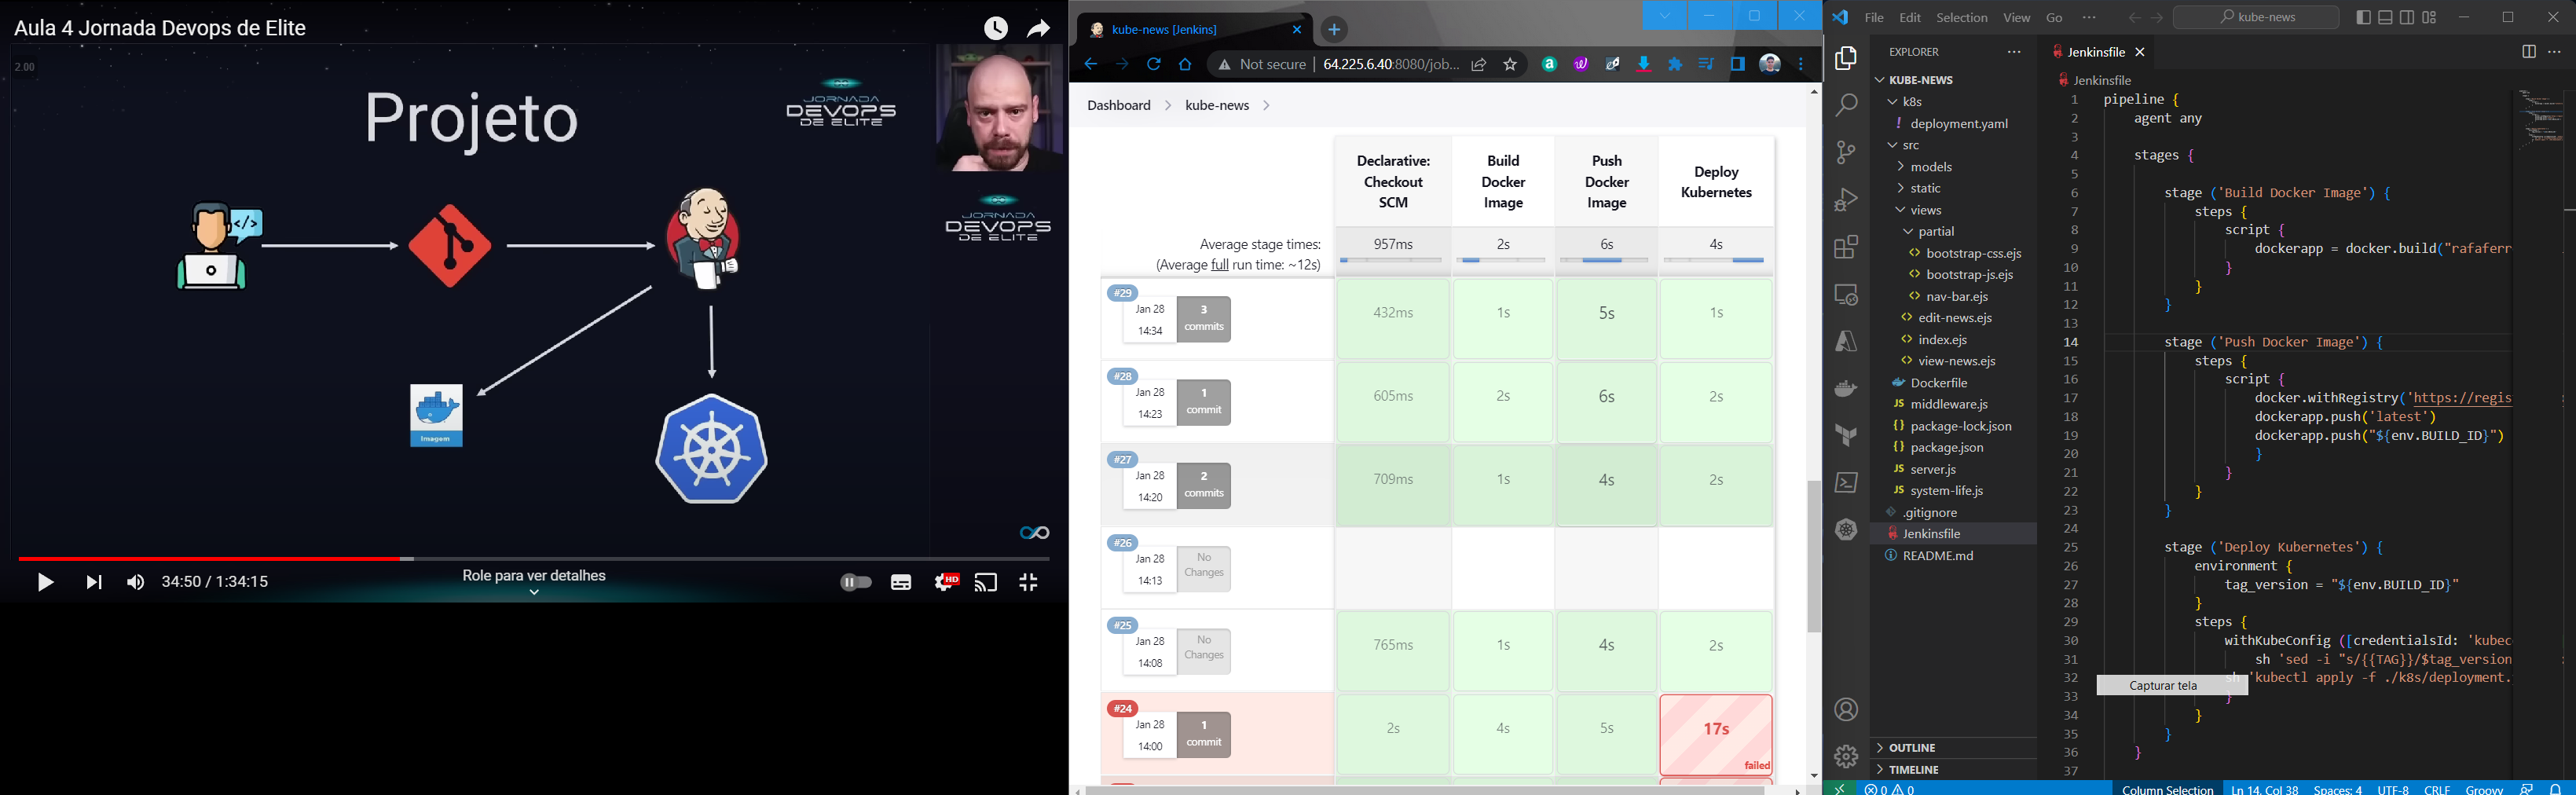 Aula 4 Jornada Devops de Elite
2.00
Projeto
JORNADA
DEVOPS
DE ELITE
JORNADA
DEVOPS
DE ELITE
Imagem
34:50 / 1:34:15
Role para ver detalhes
HD
kube-news [Jenkins]
Not secure
64.225.6.40:8080/job...
Dashboard
kube-news
Declarative:
Checkout
SCM
Build
Docker
Image
Push
Docker
Image
Deploy
Kubernetes
Average stage times:
(Average full run time: ~12s)
957ms
2s
6s
4s
#29
Jan 28
14:34
3
commits
432ms
1s
5s
1s
#28
Jan 28
14:23
1
commit
605ms
2s
6s
2s
#27
Jan 28
14:20
2
commits
709ms
1s
4s
2s
#26
Jan 28
14:13
No
Changes
#25
Jan 28
14:08
No
Changes
765ms
1s
4s
2s
#24
Jan 28
14:00
1
commit
2s
4s
5s
17s
failed
File Edit Selection View Go ...
kube-news
EXPLORER
KUBE-NEWS
k8s
! deployment.yaml
src
models
static
views
partial
<> bootstrap-css.ejs
<> bootstrap-js.ejs
<> nav-bar.ejs
<> edit-news.ejs
<> index.ejs
<> view-news.ejs
Dockerfile
JS middleware.js
{} package-lock.json
{} package.json
JS server.js
JS system-life.js
.gitignore
Jenkinsfile
README.md
OUTLINE
TIMELINE
Jenkinsfile
Jenkinsfile
1 pipeline {
2 agent any
3
4 stages {
5
6 stage ('Build Docker Image') {
7 steps {
8 script {
9 dockerapp = docker.build("rafaferr
10 }
11 }
12 }
13
14 stage ('Push Docker Image') {
15 steps {
16 script {
17 docker.withRegistry('https://regis
18 dockerapp.push('latest')
19 dockerapp.push("${env.BUILD_ID}")
20 }
21 }
22 }
23 }
24
25 stage ('Deploy Kubernetes') {
26 environment {
27 tag_version = "${env.BUILD_ID}"
28 }
29 steps {
30 withKubeConfig ([credentialsId: 'kubec
31 sh 'sed -i "s/{{TAG}}/$tag_version
32 sh 'kubectl apply -f ./k8s/deployment.
33 }
34 }
35 }
36 }
37
Capturar tela
0 0
Column Selection Ln 14, Col 38 Spaces: 4 UTF-8 CRLF Groovy